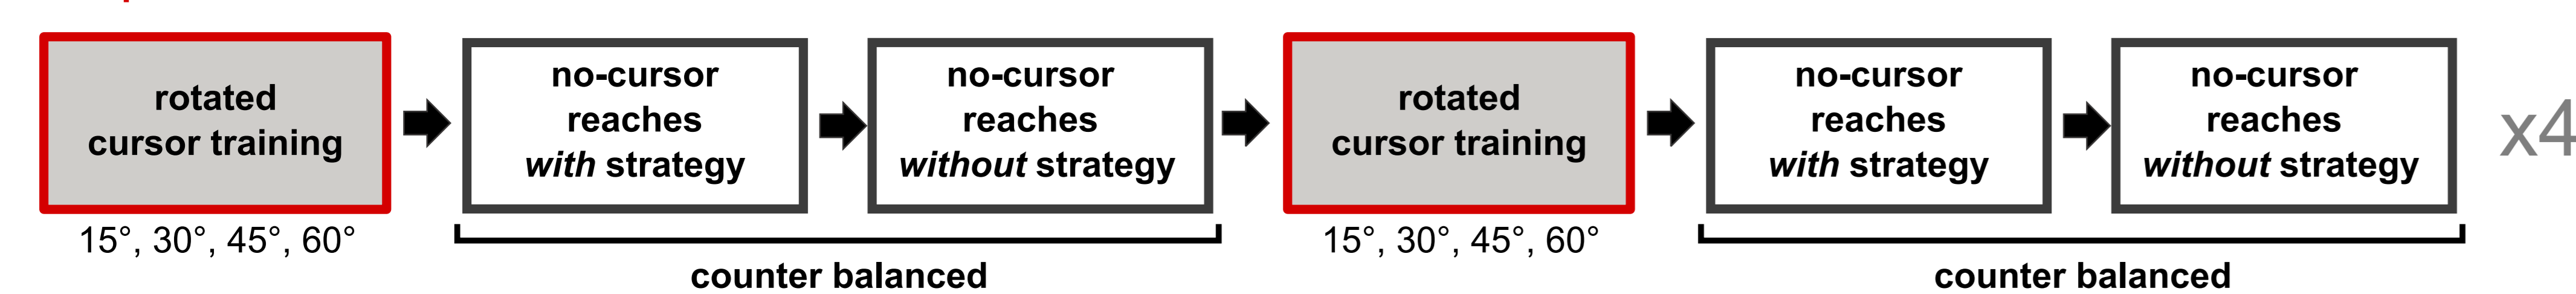 rotated
cursor training
15°, 30°, 45°, 60°
no-cursor
reaches
with strategy
no-cursor
reaches
without strategy
counter balanced
rotated
cursor training
15°, 30°, 45°, 60°
no-cursor
reaches
with strategy
no-cursor
reaches
without strategy
counter balanced
x4